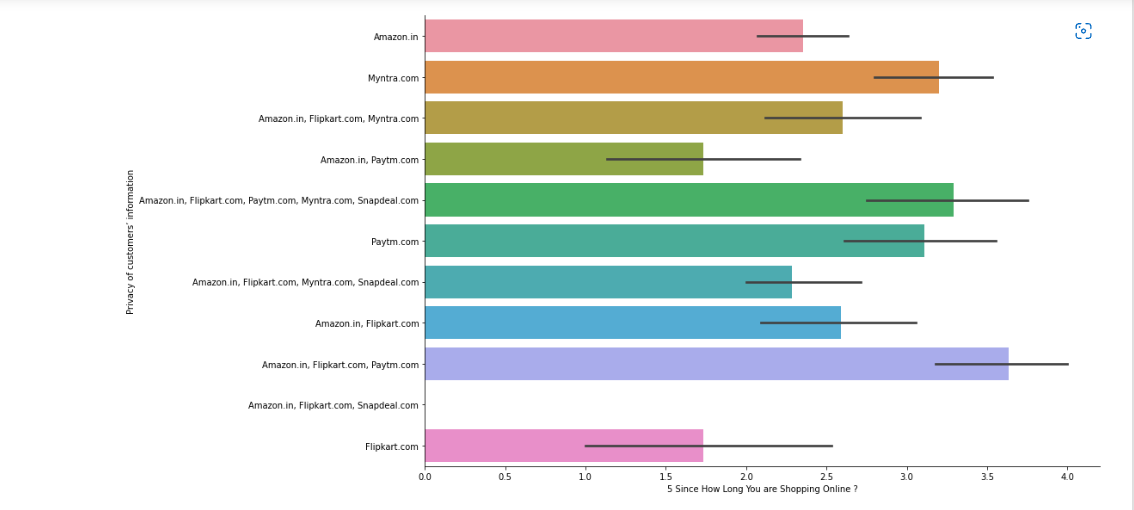 Amazon.in
Myntra.com
Amazon.in, Flipkart.com, Myntra.com
Amazon.in, Paytm.com
Amazon.in, Flipkart.com, Paytm.com, Myntra.com, Snapdeal.com
Paytm.com
Amazon.in, Flipkart.com, Myntra.com, Snapdeal.com
Amazon.in, Flipkart.com
Amazon.in, Flipkart.com, Paytm.com
Amazon.in, Flipkart.com, Snapdeal.com
Flipkart.com
Privacy of customers' information
0.0 0.5 1.0 1.5 2.0 2.5 3.0 3.5 4.0
5 Since How Long You are Shopping Online ?